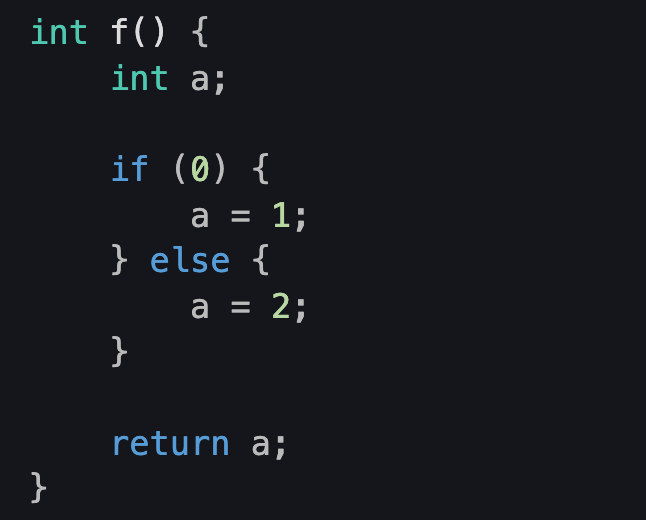 int f() {
    int a;

    if (0) {
        a = 1;
    } else {
        a = 2;
    }

    return a;
}